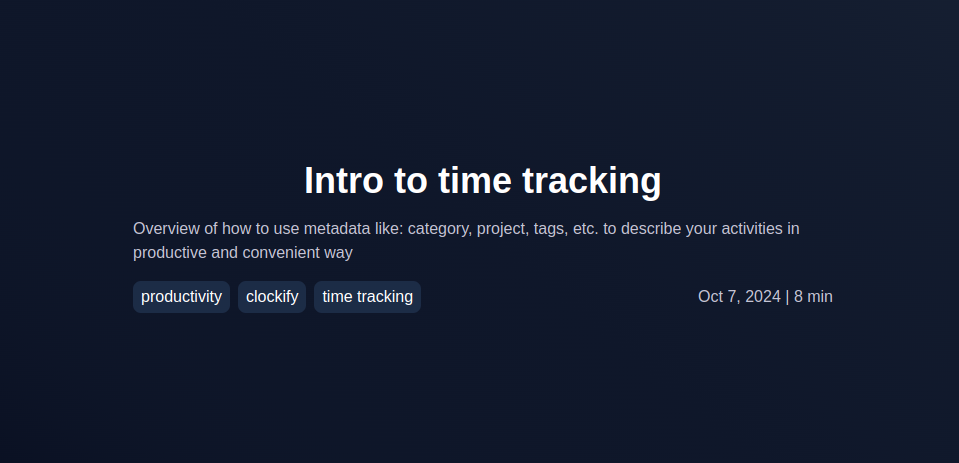 Intro to time tracking
Overview of how to use metadata like: category, project, tags, etc. to describe your activities in
productive and convenient way
productivity clockify time tracking Oct 7, 2024 | 8 min